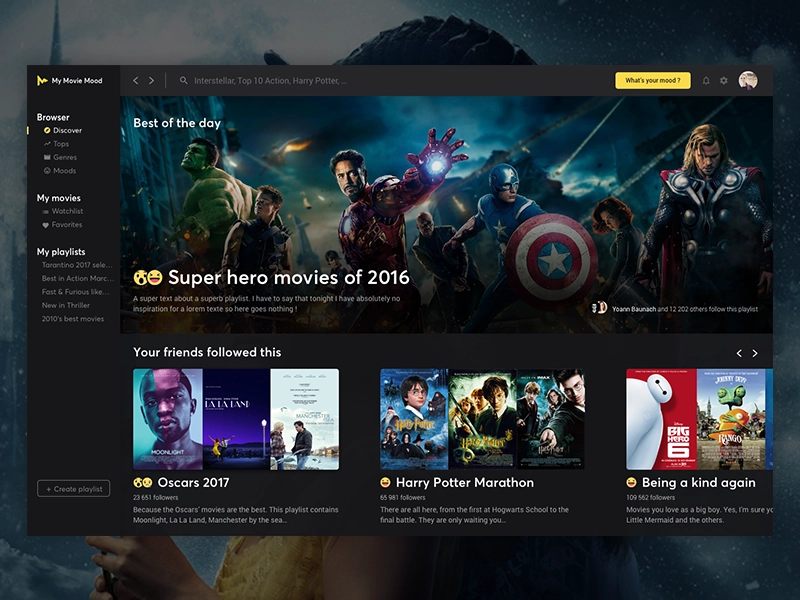 My Movie Mood
Interstellar, Top 10 Action, Harry Potter, ...
What's your mood ?
Browser
Discover
Tops
Genres
Moods
My movies
Watchlist
Favorites
My playlists
Tarantino 2017 sele...
Best in Action Marc...
Fast & Furious like...
New in Thriller
2010's best movies
+ Create playlist
Best of the day
Super hero movies of 2016
A super text about a superb playlist. I have to say that tonight I have absolutely no
inspiration for a lorem texte so here goes nothing !
Yoann Baunach and 12 202 others follow this playlist
Your friends followed this
MOONLIGHT
LA LA LAND
MANCHESTER
Harry Potter
JOHNNY DEPP
BIG
HERO
6
RANGO
Oscars 2017
23 651 followers
Because the Oscars' movies are the best. This playlist contains
Moonlight, La La Land, Manchester by the sea..
Harry Potter Marathon
65 981 followers
There are all here, from the first at Hogwarts School to the
final battle. They are only waiting you..
Being a kind again
109 562 followers
Movies you love as a big boy. Yes, I'm sure yo
Little Mermaid and the others.